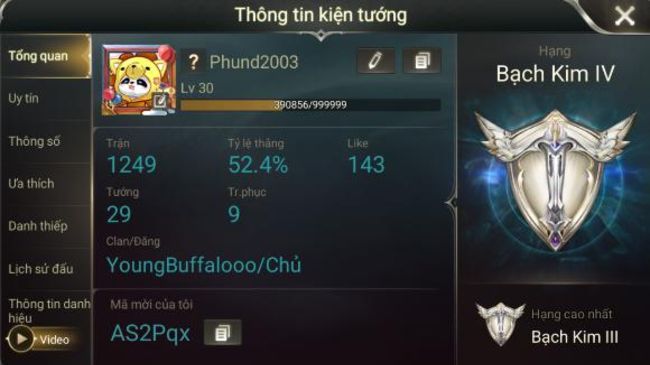 Thông tin kiện tướng
Tổng quan
Uy tín
Thông số
Ưa thích
Danh thiếp
Lịch sử đấu
Thông tin danh
hiệu
Video
? Phund2003
Lv 30
390856/999999
Trận
Tỷ lệ thắng
Like
1249
52.4%
143
Tướng
Tr.phục
29
9
Clan/Đăng
YoungBuffalooo/Chủ
Mã mời của tôi
AS2Pqx
Hạng
Bạch Kim IV
Hạng cao nhất
Bạch Kim III